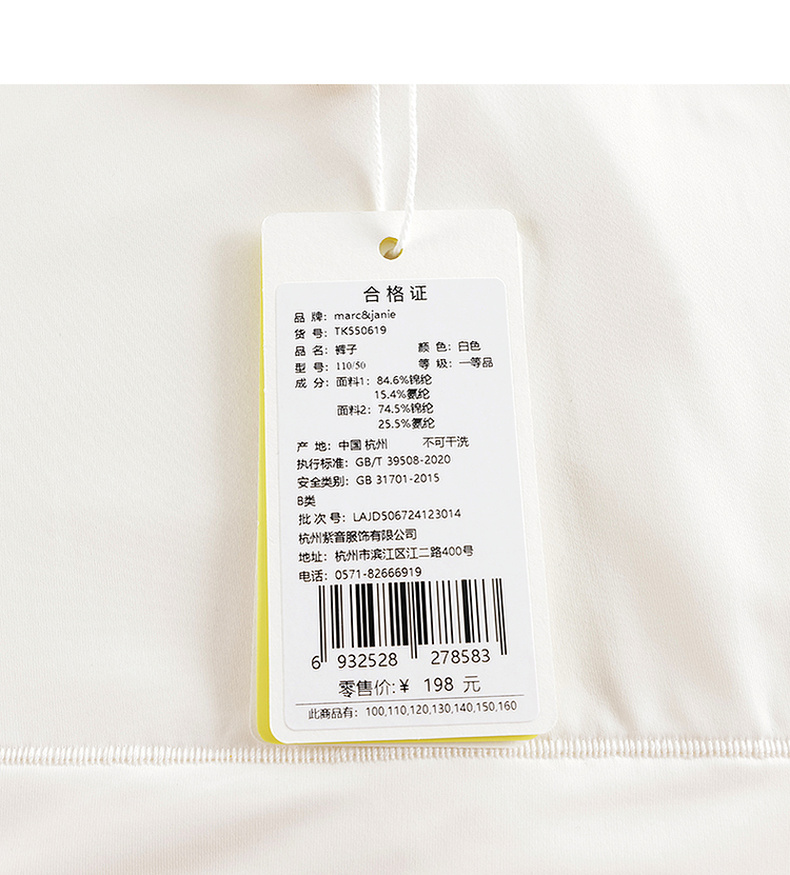 合格证
品 牌：marc&janie
货 号：TK550619
品 名：裤子 颜 色：白色
型 号：110/50 等 级：一等品
成 分：面料1：84.6%锦纶
15.4%氨纶
面料2：74.5%锦纶
25.5%氨纶
产 地：中国 杭州 不可干洗
执行标准：GB/T 39508-2020
安全类别：GB 31701-2015
B类
批 次 号：LAJD506724123014
杭州紫音服饰有限公司
地址：杭州市滨江区江二路400号
电话：0571-82666919
6 932528 278583
零售价:¥ 198 元
此商品有：100,110,120,130,140,150,160